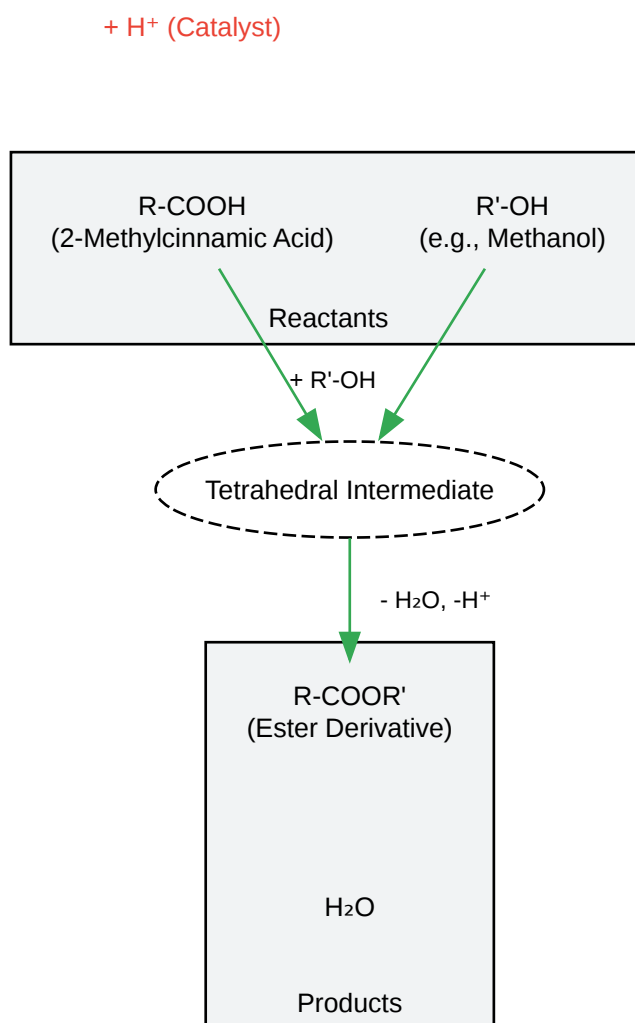 + H⁺ (Catalyst)
R-COOH
(2-Methylcinnamic Acid)
R'-OH
(e.g., Methanol)
Reactants
+ R'-OH
Tetrahedral Intermediate
- H₂O, -H⁺
R-COOR'
(Ester Derivative)
H₂O
Products